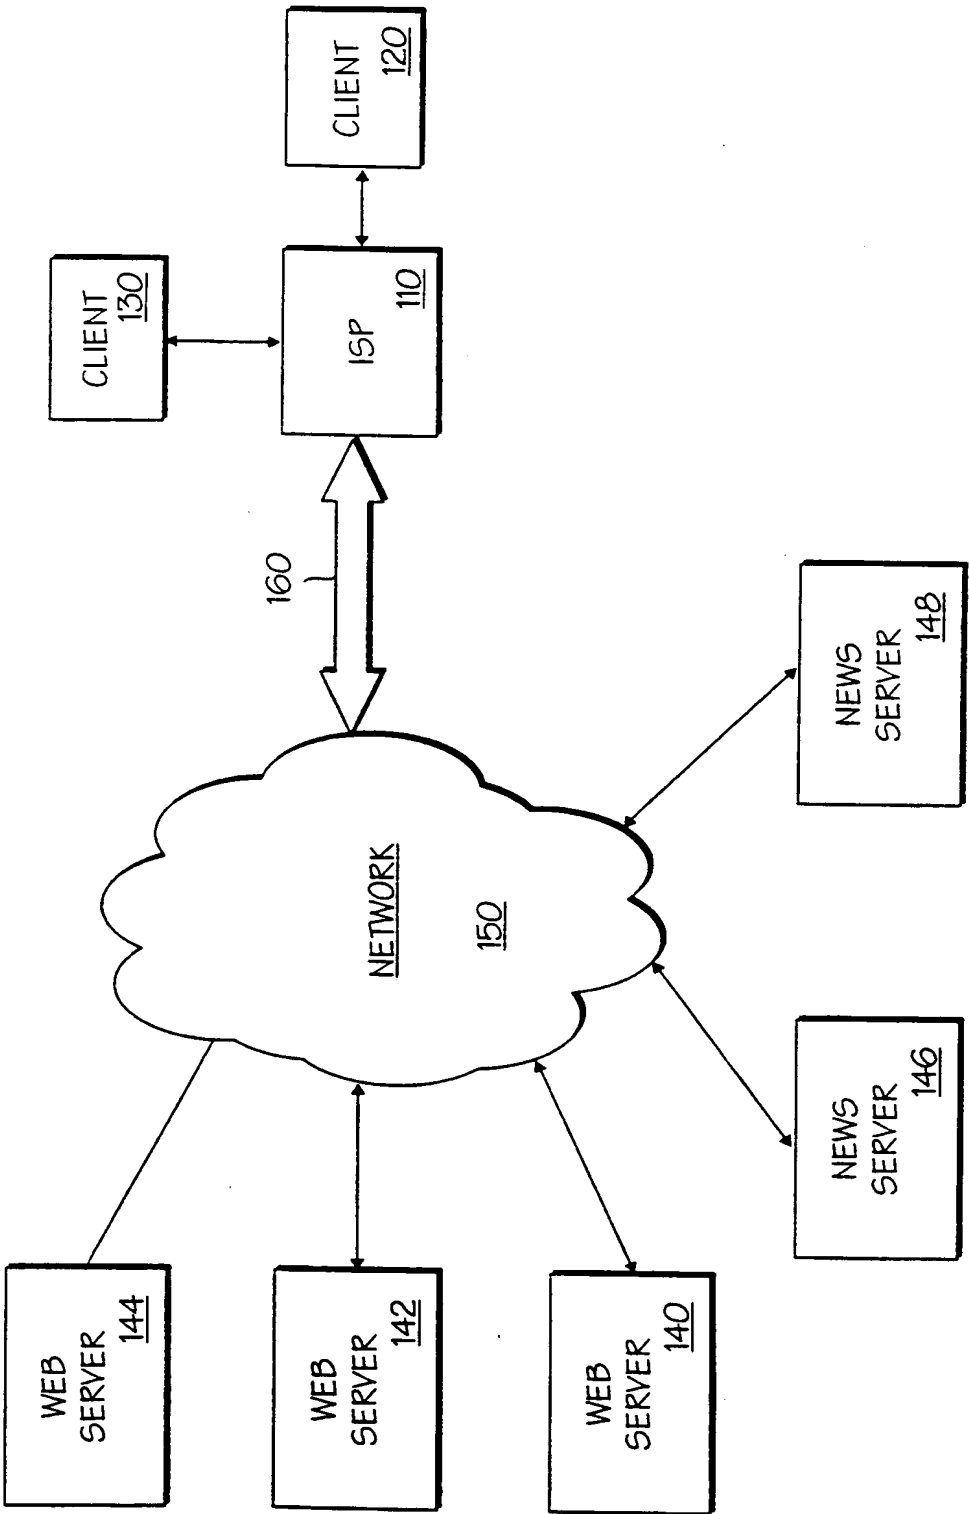 WEB
SERVER
144
WEB
SERVER
142
WEB
SERVER
140
NETWORK
150
160
CLIENT
130
ISP
110
CLIENT
120
NEWS
SERVER
146
NEWS
SERVER
148